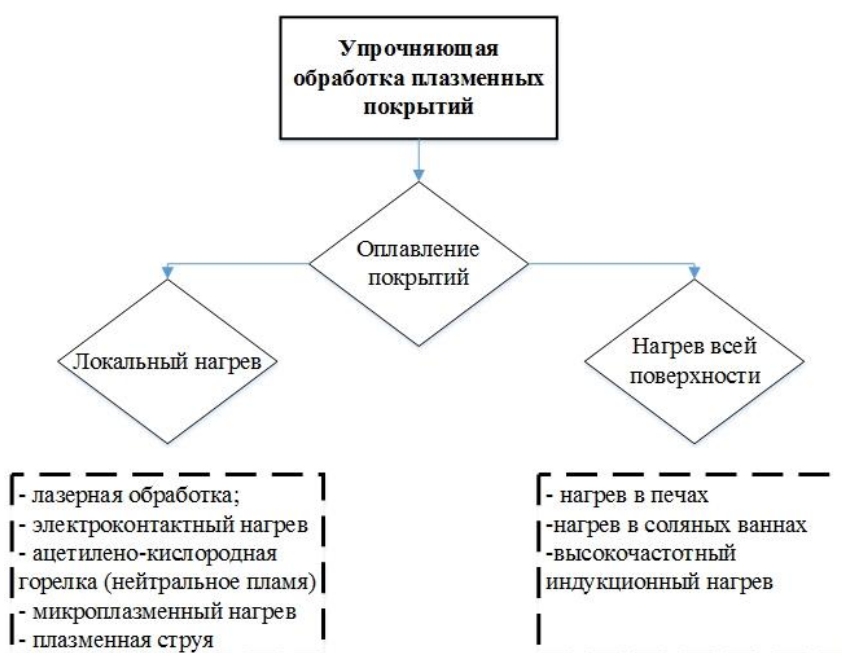 Упрочняющая
обработка плазменных
покрытий
Оплавление
покрытий
Локальный нагрев
Нагрев всей
поверхности
- лазерная обработка;
- электроконтактный нагрев
- ацетилено-кислородная
горелка (нейтральное пламя)
- микроплазменный нагрев
- плазменная струя
- нагрев в печах
-нагрев в соляных ваннах
-высокочастотный
индукционный нагрев